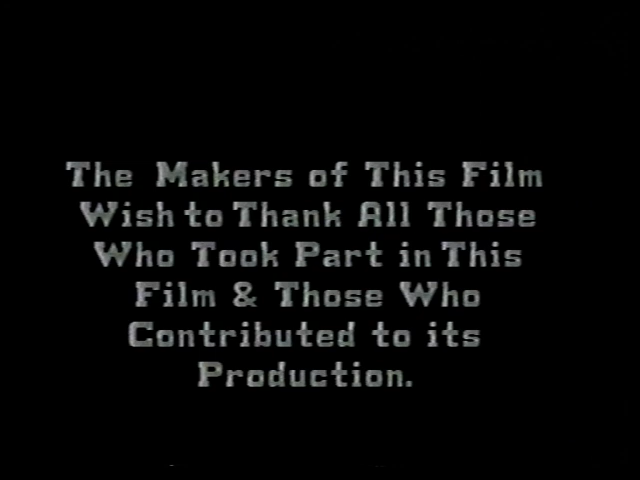 The Makers of This Film
Wish to Thank All Those
Who Took Part in This
Film & Those Who
Contributed to its
Production.